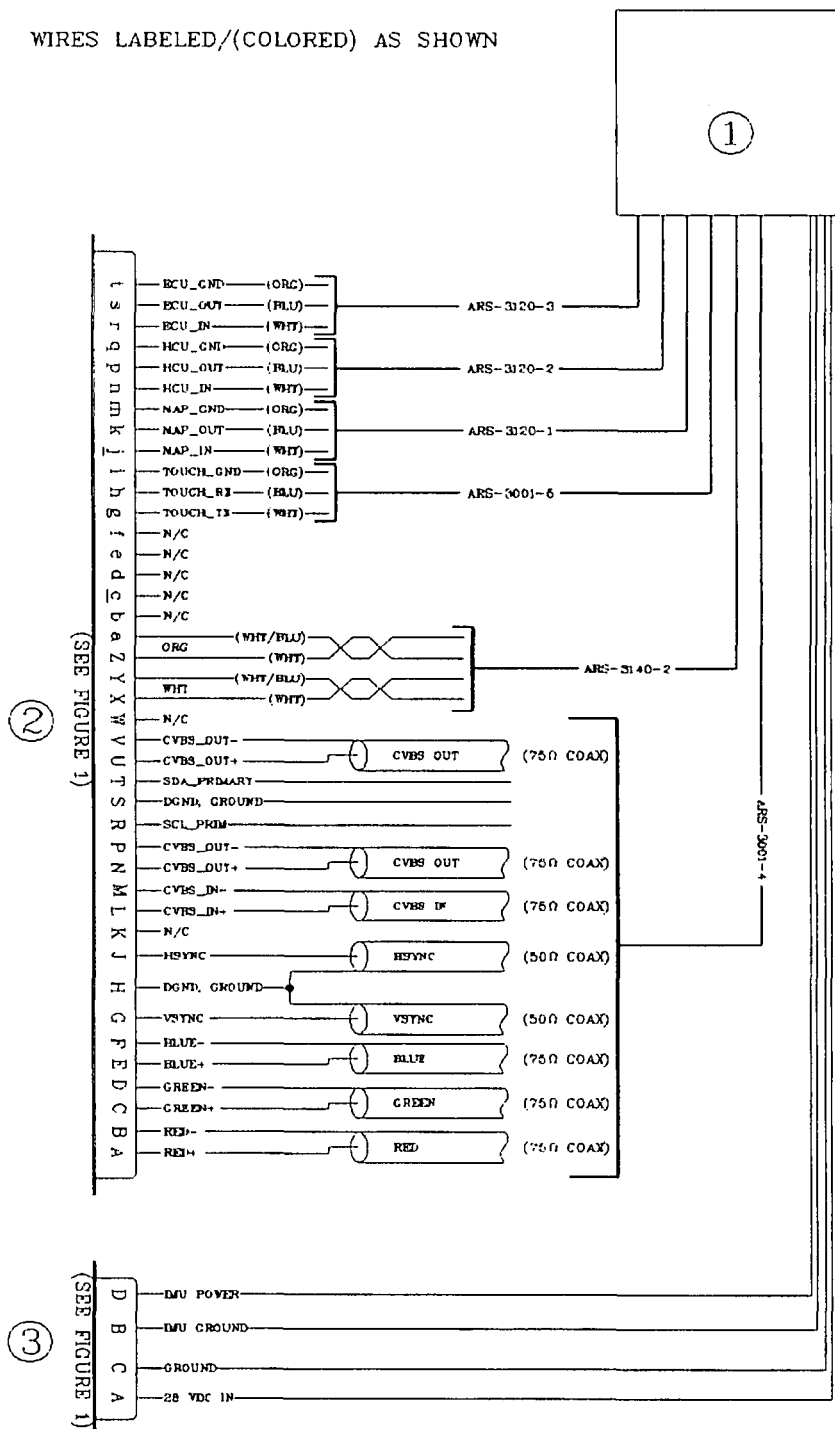 WIRES LABELED/(COLORED) AS SHOWN
1
t ECU_GND (ORG)
s ECU_OUT (BLU)
r ECU_IN (WHT)
ARS-3120-3
q HCU_GND (ORG)
p HCU_OUT (BLU)
n HCU_IN (WHT)
ARS-3120-2
m NAP_GND (ORG)
k NAP_OUT (BLU)
j NAP_IN (WHT)
ARS-3120-1
i TOUCH_GND (ORG)
h TOUCH_RX (BLU)
g TOUCH_TX (WHT)
f N/C
e N/C
d N/C
c N/C
b N/C
a (WHT/BLU)
ORG
Z (WHT)
Y (WHT/BLU)
WHT
X (WHT)
ARS-3140-2
W N/C
V CVBS_OUT-
U CVBS_OUT+
CVBS OUT (75Ω COAX)
T SDA_PRIMARY
S DGND, GROUND
R SCL_PRIM
P CVBS_OUT-
N CVBS_OUT+
CVBS OUT (75Ω COAX)
M CVBS_IN-
L CVBS_IN+
CVBS IN (75Ω COAX)
K N/C
J HSYNC HSYNC (50Ω COAX)
H DGND, GROUND
G VSYNC VSYNC (50Ω COAX)
F BLUE-
E BLUE+
BLUE (75Ω COAX)
D GREEN-
C GREEN+
GREEN (75Ω COAX)
B RED-
A RED+
RED (75Ω COAX)
ARS-3001-4
2
(SEE FIGURE 1)
D POWER
B GROUND
C GROUND
A 28 VDC IN
3
(SEE FIGURE 1)